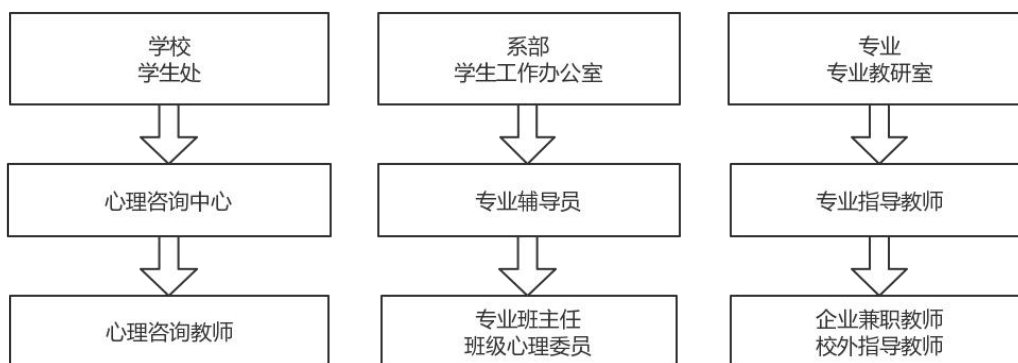 学校
学生处
系部
学生工作办公室
专业
专业教研室
心理咨询中心
专业辅导员
专业指导教师
心理咨询教师
专业班主任
班级心理委员
企业兼职教师
校外指导教师